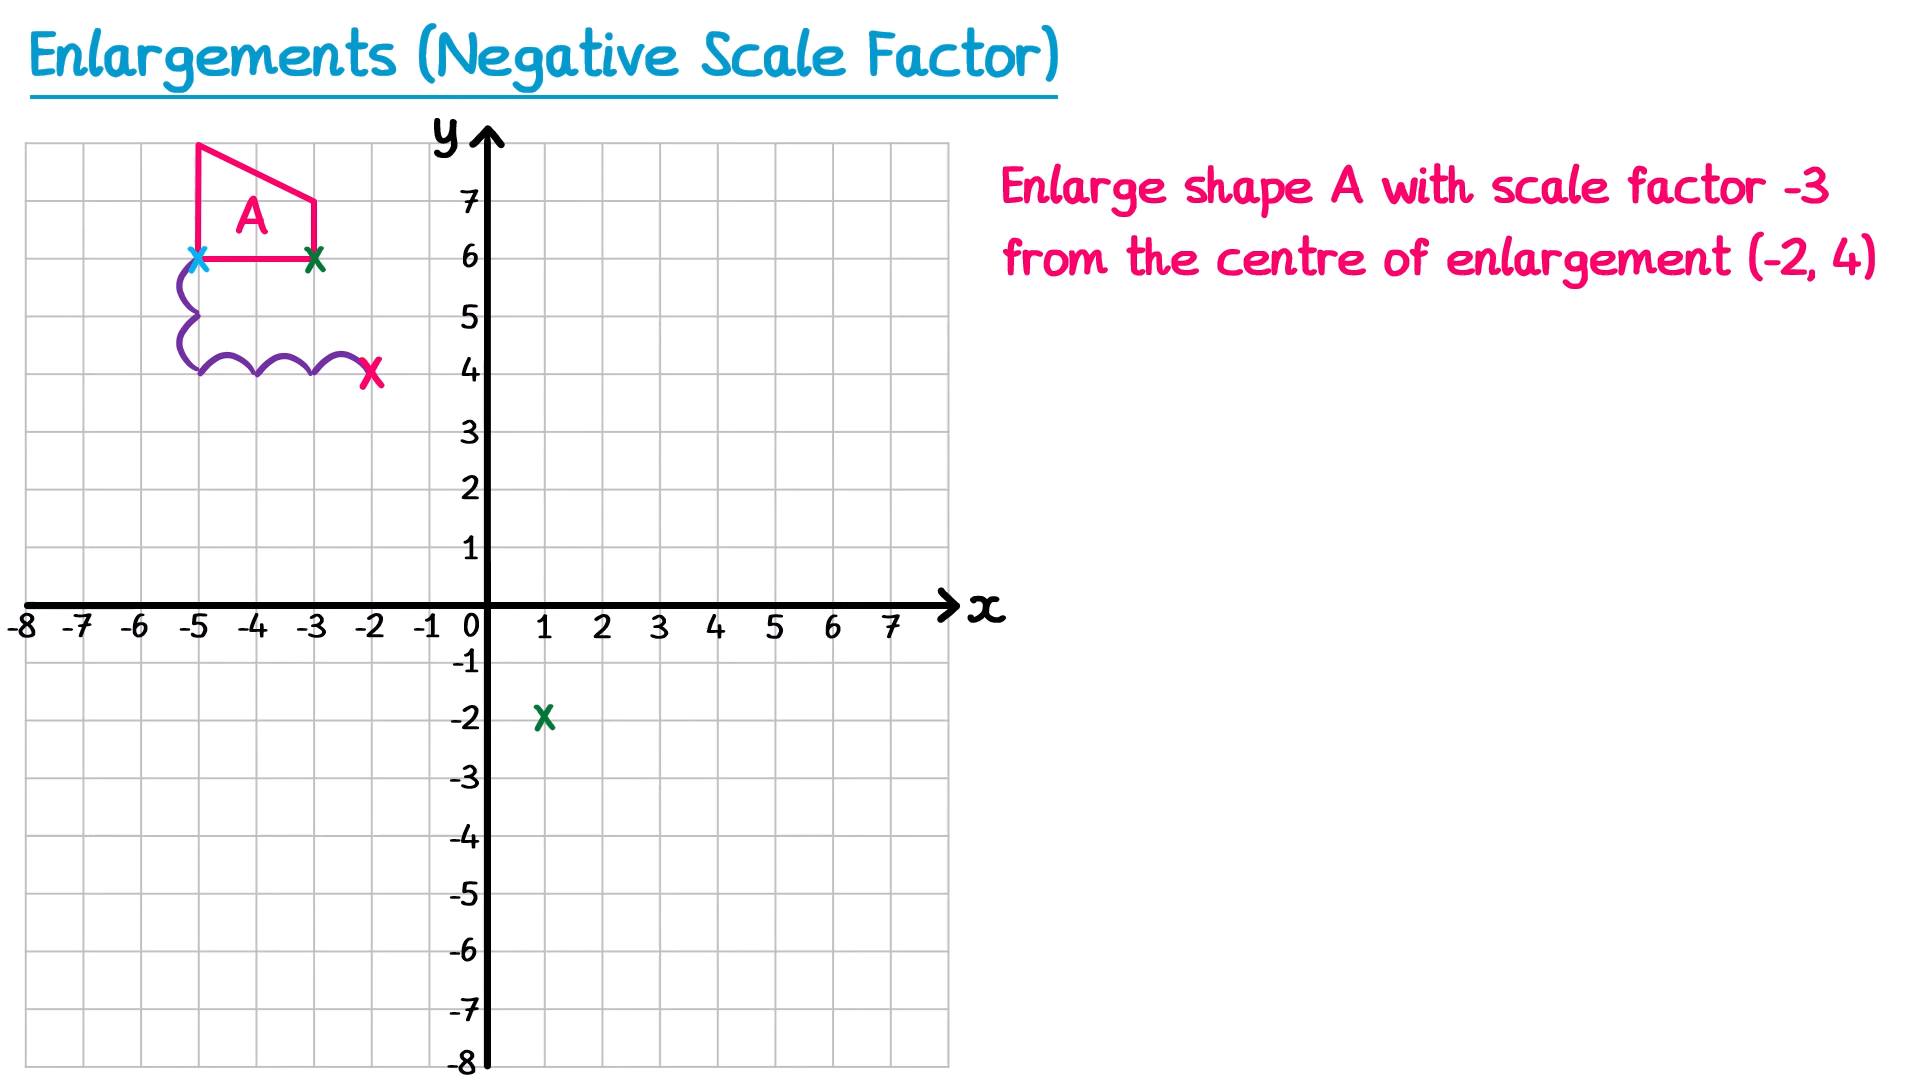 Enlargements (Negative Scale Factor)
y
Enlarge shape A with scale factor -3
from the centre of enlargement (-2, 4)
A
7
6
5
4
3
2
1
x
-8 -7 -6 -5 -4 -3 -2 -1 0 1 2 3 4 5 6 7
-1
-2
-3
-4
-5
-6
-7
-8